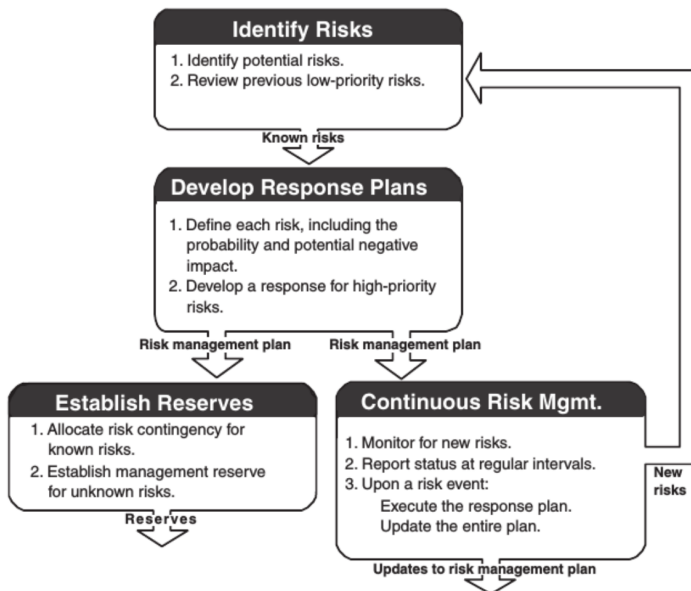 Identify Risks
1. Identify potential risks.
2. Review previous low-priority risks.
Known risks
Develop Response Plans
1. Define each risk, including the
probability and potential negative
impact.
2. Develop a response for high-priority
risks.
Risk management plan
Risk management plan
Establish Reserves
1. Allocate risk contingency for
known risks.
2. Establish management reserve
for unknown risks.
Reserves
Continuous Risk Mgmt.
1. Monitor for new risks.
2. Report status at regular intervals.
3. Upon a risk event:
Execute the response plan.
Update the entire plan.
New
risks
Updates to risk management plan